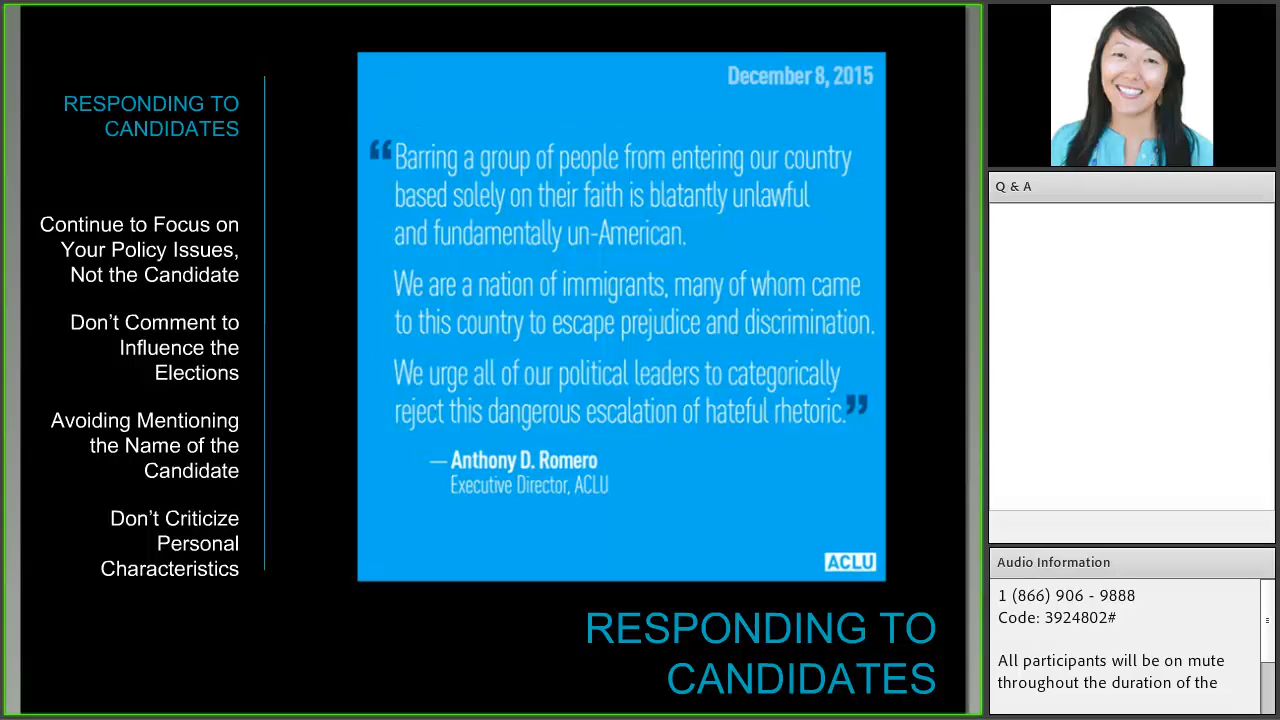 RESPONDING TO
CANDIDATES
Continue to Focus on
Your Policy Issues,
Not the Candidate
Don't Comment to
Influence the
Elections
Avoiding Mentioning
the Name of the
Candidate
Don't Criticize
Personal
Characteristics
December 8, 2015
“Barring a group of people from entering our country
based solely on their faith is blatantly unlawful
and fundamentally un-American.
We are a nation of immigrants, many of whom came
to this country to escape prejudice and discrimination.
We urge all of our political leaders to categorically
reject this dangerous escalation of hateful rhetoric.”
— Anthony D. Romero
Executive Director, ACLU
ACLU
RESPONDING TO
CANDIDATES
Q & A
Audio Information
1 (866) 906 - 9888
Code: 3924802#
All participants will be on mute
throughout the duration of the